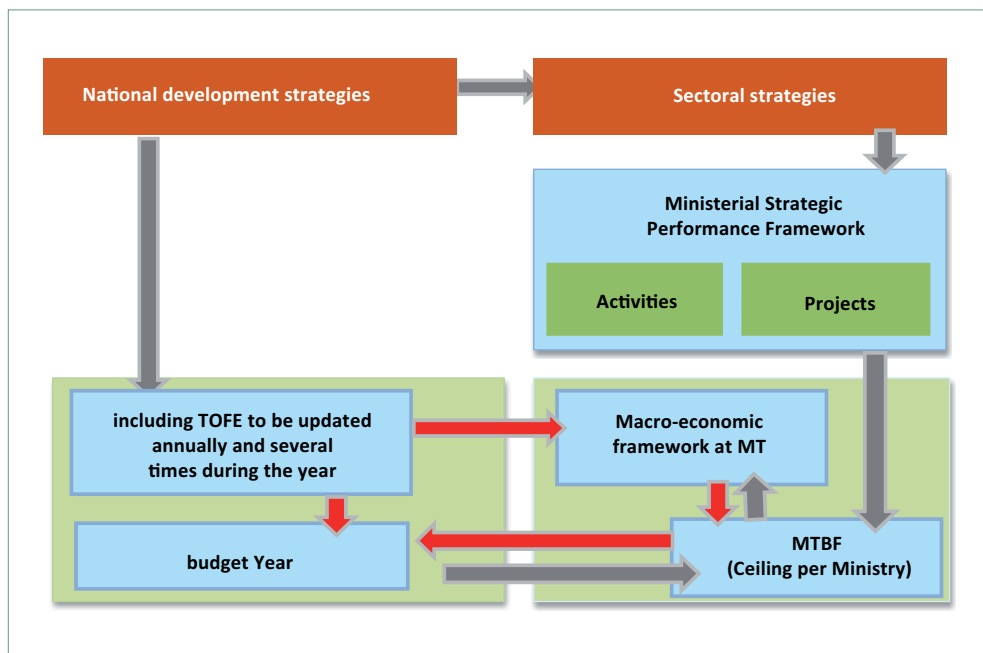 National development strategies
Sectoral strategies
Ministerial Strategic
Performance Framework
Activities
Projects
including TOFE to be updated
annually and several
times during the year
Macro-economic
framework at MT
budget Year
MTBF
(Ceiling per Ministry)